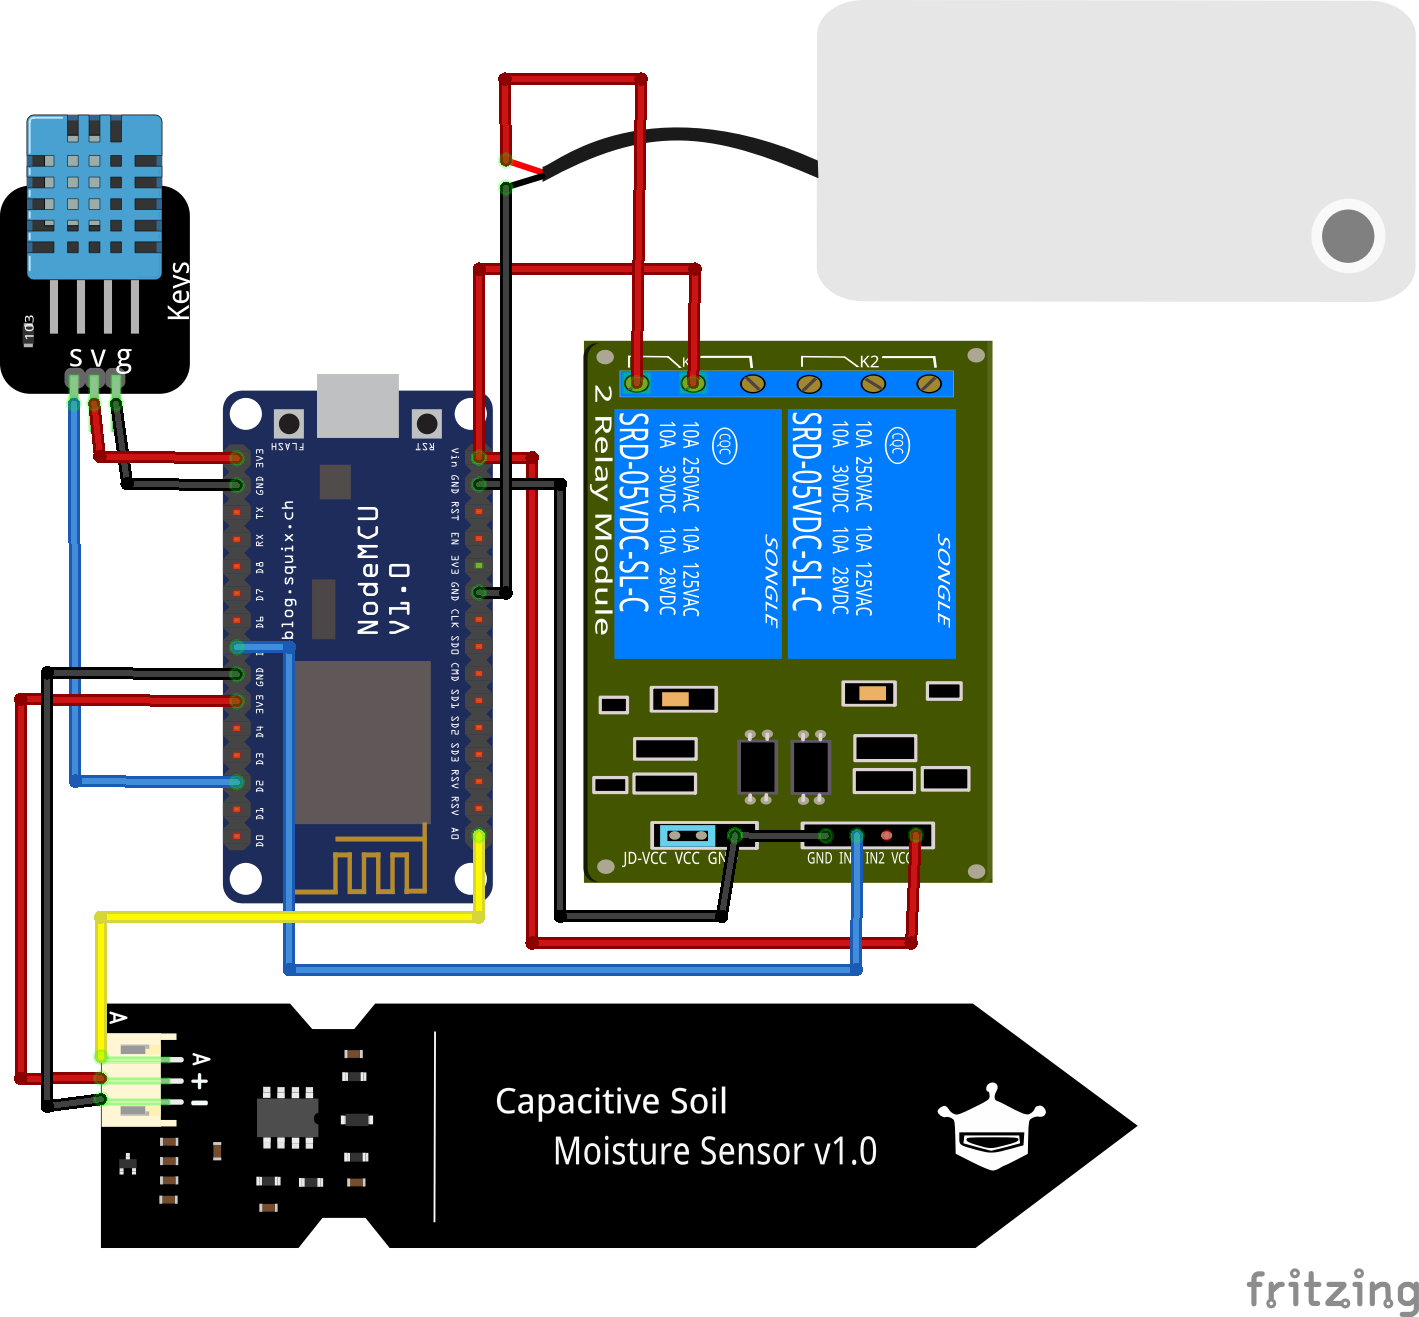 Keys
103
s v g
FLASH
RST
3V3
GND
TX
RX
D8
D7
D6
GND
3V3
D4
D3
D2
D1
D0
Vin
GND
RST
EN
3V3
GND
CLK
SD0
CMD
SD1
SD2
SD3
RSV
RSV
A0
blog.squix.ch
NodeMCU
V1.0
2 Relay Module
K2
SRD-05VDC-SL-C
10A 30VDC 10A 28VDC
10A 250VAC 10A 125VAC
CQC
SONGLE
SRD-05VDC-SL-C
10A 30VDC 10A 28VDC
10A 250VAC 10A 125VAC
CQC
SONGLE
JD-VCC VCC GN
GND IN IN2 VCC
A
A
+
-
Capacitive Soil
Moisture Sensor v1.0
fritzing